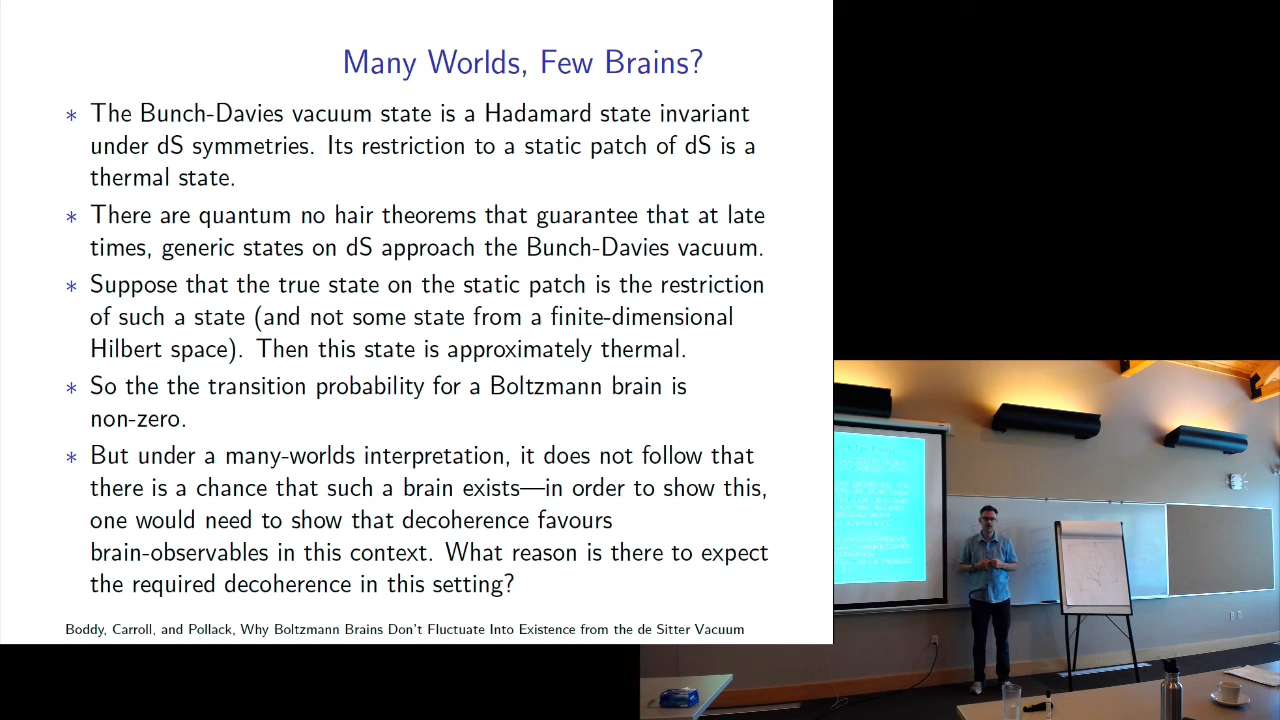 Many Worlds, Few Brains?
* The Bunch-Davies vacuum state is a Hadamard state invariant
under dS symmetries. Its restriction to a static patch of dS is a
thermal state.
* There are quantum no hair theorems that guarantee that at late
times, generic states on dS approach the Bunch-Davies vacuum.
* Suppose that the true state on the static patch is the restriction
of such a state (and not some state from a finite-dimensional
Hilbert space). Then this state is approximately thermal.
* So the the transition probability for a Boltzmann brain is
non-zero.
* But under a many-worlds interpretation, it does not follow that
there is a chance that such a brain exists—in order to show this,
one would need to show that decoherence favours
brain-observables in this context. What reason is there to expect
the required decoherence in this setting?
Boddy, Carroll, and Pollack, Why Boltzmann Brains Don't Fluctuate Into Existence from the de Sitter Vacuum